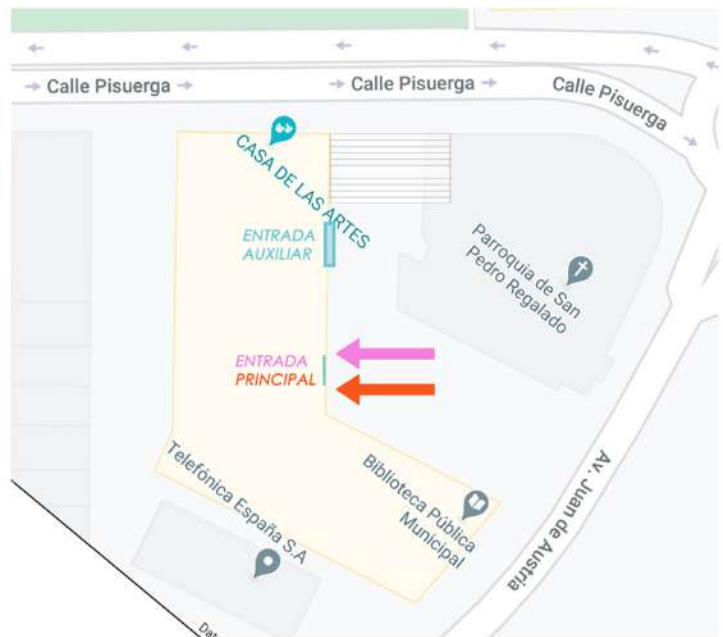 Calle Pisuerga
Calle Pisuerga
Calle Pisuerga
CASA DE LAS ARTES
ENTRADA
AUXILIAR
Parroquia de San
Pedro Regalado
ENTRADA
PRINCIPAL
Telefónica España S.A
Biblioteca Pública
Municipal
Av. Juan de Austria